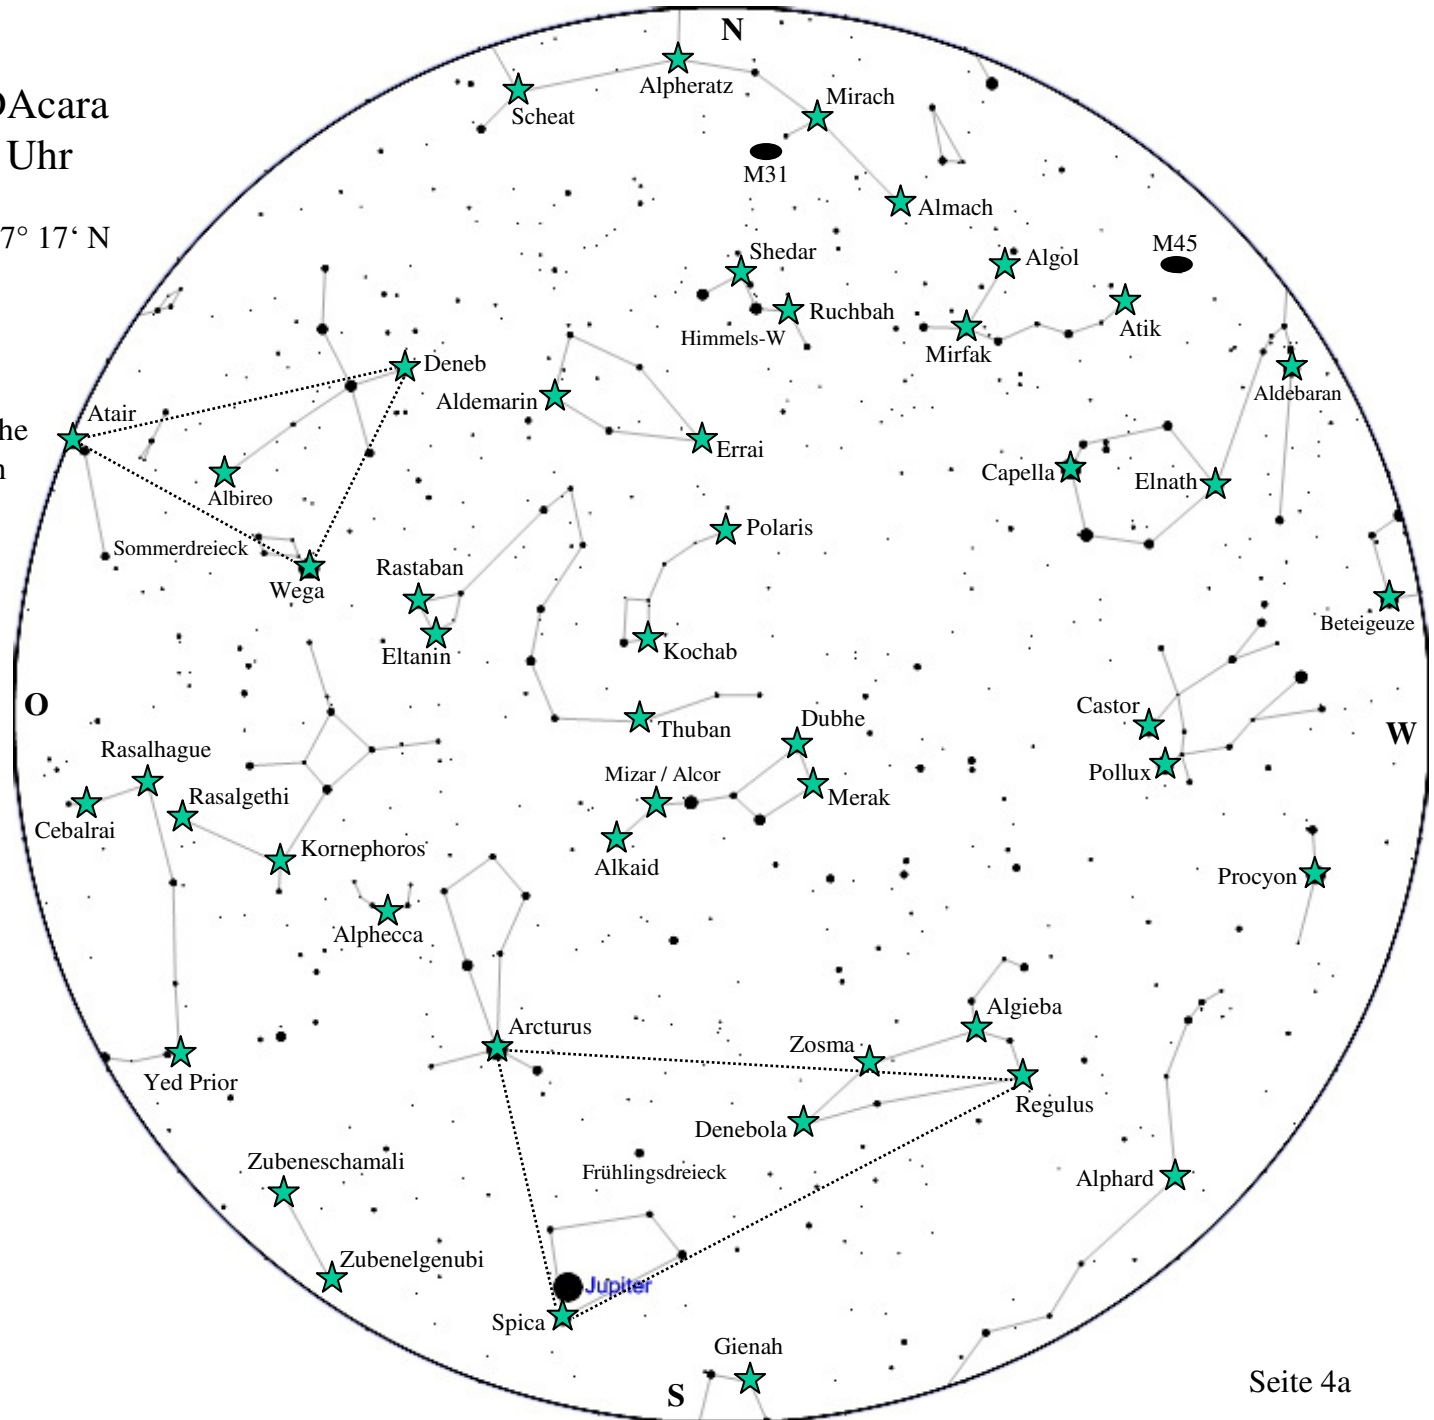 N
Alpheratz
Scheat
Mirach
DAcara
Uhr
M31
Almach
7° 17‘ N
Shedar
Algol
M45
Ruchbah
Himmels-W
Mirfak
Atik
Deneb
Aldemarin
Atair
Aldebaran
Errai
Capella
Elnath
Albireo
Sommerdreieck
Polaris
Wega
Rastaban
Eltanin
Kochab
Beteigeuze
O
Castor
Dubhe
Thuban
W
Rasalhague
Mizar / Alcor
Pollux
Merak
Rasalgethi
Cebalrai
Kornephoros
Alkaid
Procyon
Alphecca
Algieba
Arcturus
Zosma
Yed Prior
Regulus
Denebola
Zubeneschamali
Frühlingsdreieck
Alphard
Zubenelgenubi
Jupiter
Spica
Gienah
S
Seite 4a